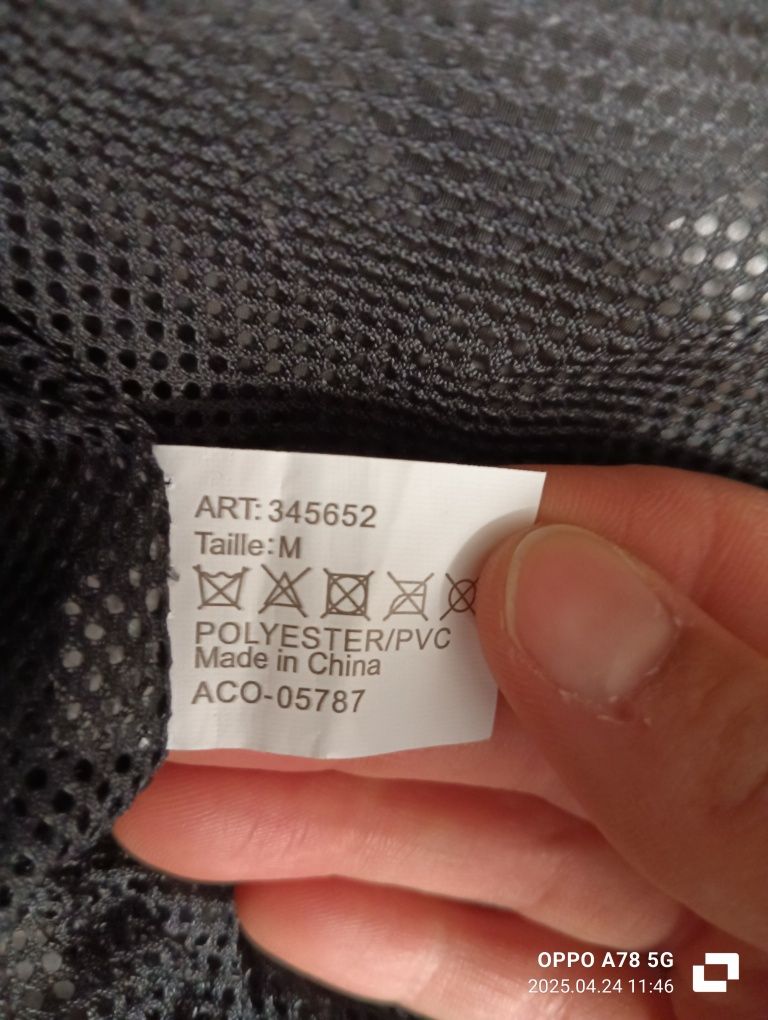 ART: 345652
Taille: M
POLYESTER/PVC
Made in China
ACO-05787
OPPO A78 5G
2025.04.24 11:46